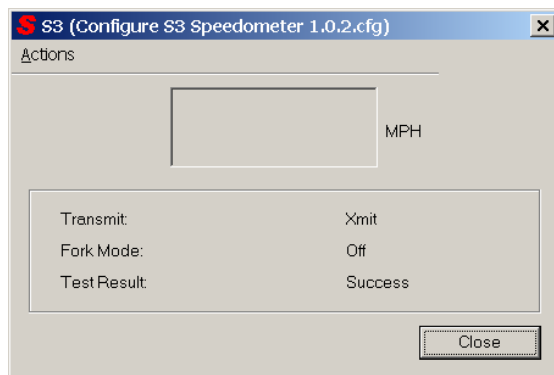 S S3 (Configure S3 Speedometer 1.0.2.cfg)
Actions
MPH
Transmit: Xmit
Fork Mode: Off
Test Result: Success
Close